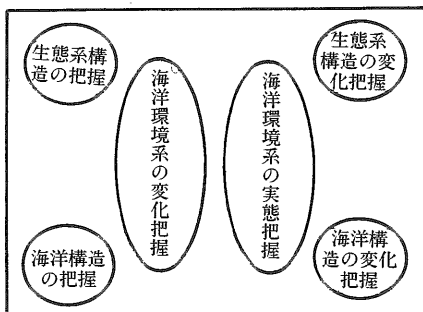 生態系構
造の把握
海洋環境系の変化把握
海洋環境系の実態把握
生態系
構造の変
化把握
海洋構造
の把握
海洋構
造の変化
把握